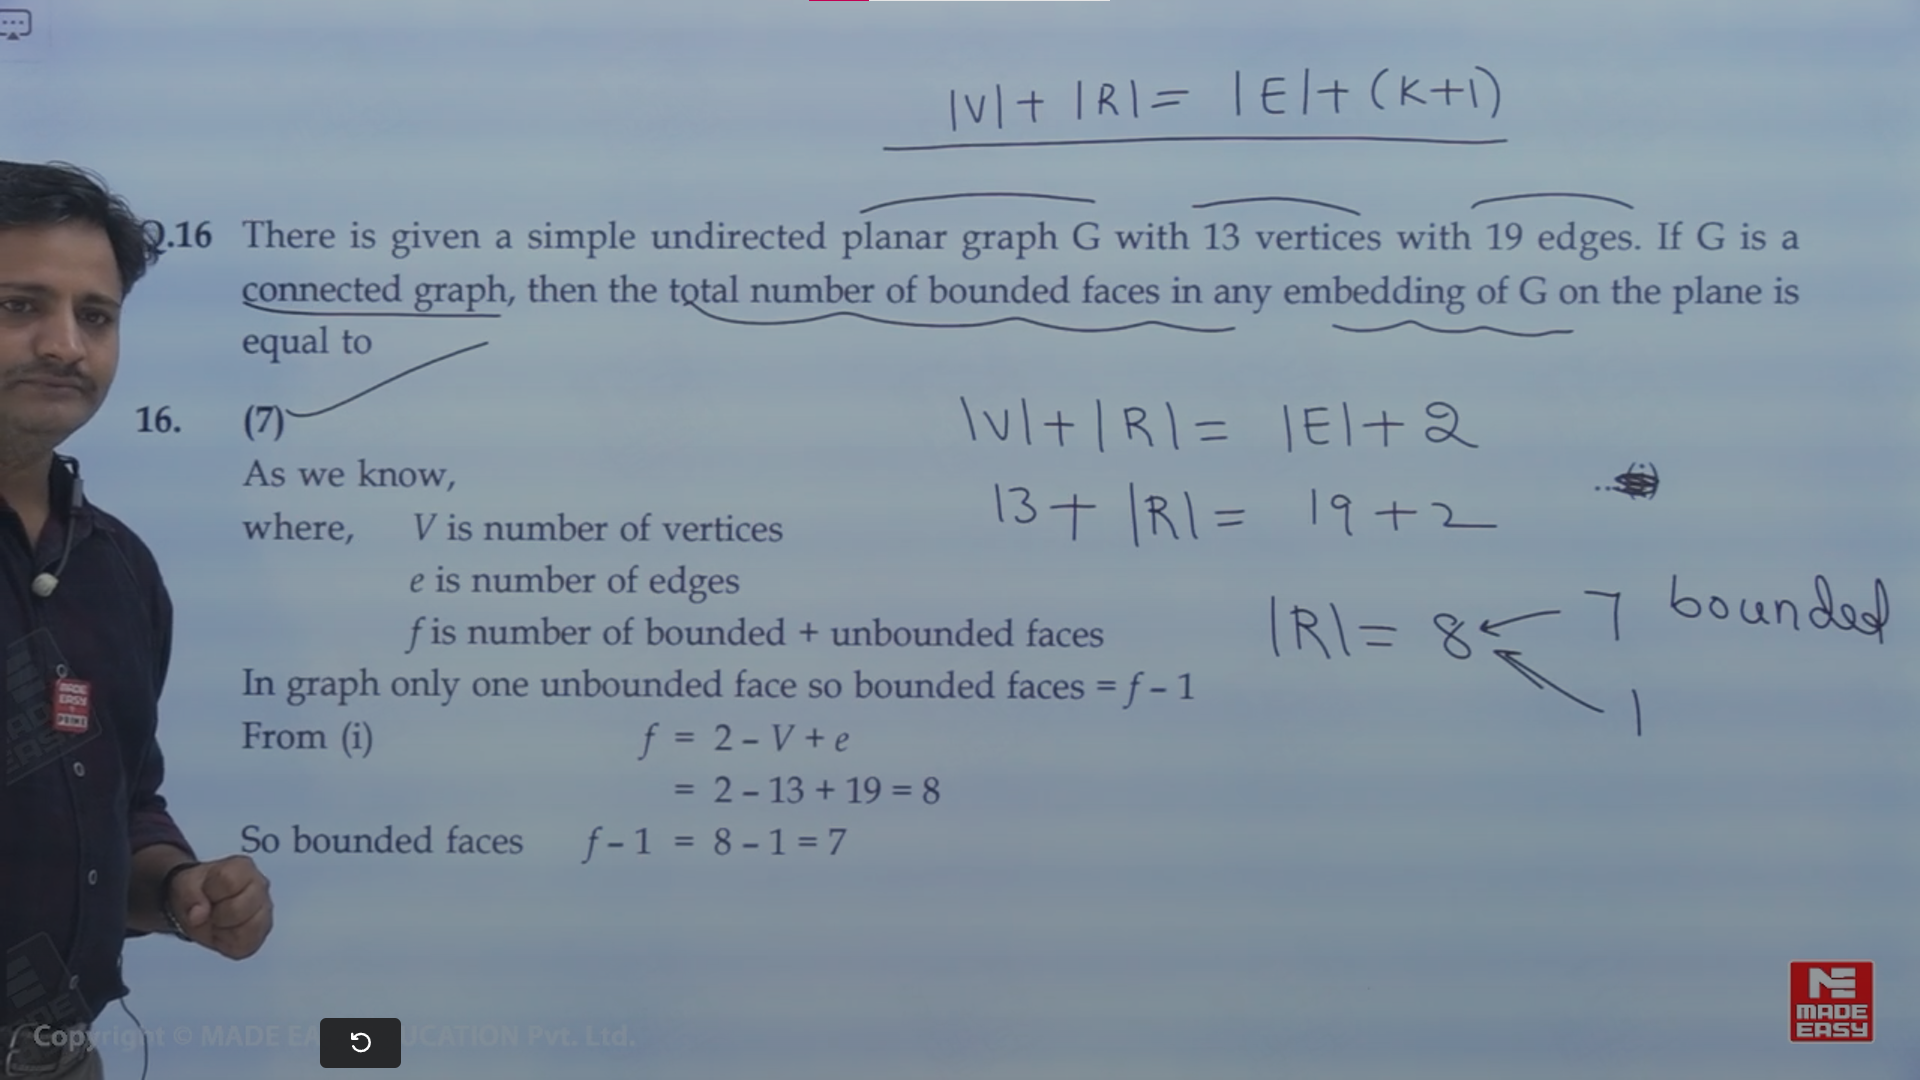 |V| + |R| = |E| + (K+1)
Q.16 There is given a simple undirected planar graph G with 13 vertices with 19 edges. If G is a
connected graph, then the total number of bounded faces in any embedding of G on the plane is
equal to
16. (7)
|V| + |R| = |E| + 2
As we know,
...(i)
13 + |R| = 19 + 2
where, V is number of vertices
e is number of edges
|R| = 8 ← 7 bounded
f is number of bounded + unbounded faces
1
In graph only one unbounded face so bounded faces = f – 1
From (i) f = 2 – V + e
= 2 – 13 + 19 = 8
So bounded faces f – 1 = 8 – 1 = 7
MADE EASY PRIME
MADE
EASY
Copyright © MADE EA UCATION Pvt. Ltd.